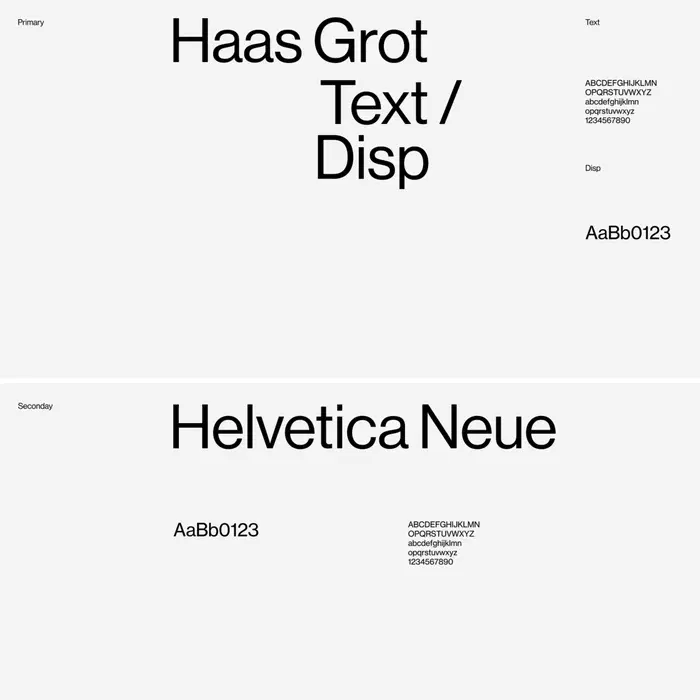 Primary
Haas Grot
Text /
Disp
Text
ABCDEFGHIJKLMN
OPQRSTUVWXYZ
abcdefghijklmn
opqrstuvwxyz
1234567890
Disp
AaBb0123
Seconday
Helvetica Neue
AaBb0123
ABCDEFGHIJKLMN
OPQRSTUVWXYZ
abcdefghijklmn
opqrstuvwxyz
1234567890